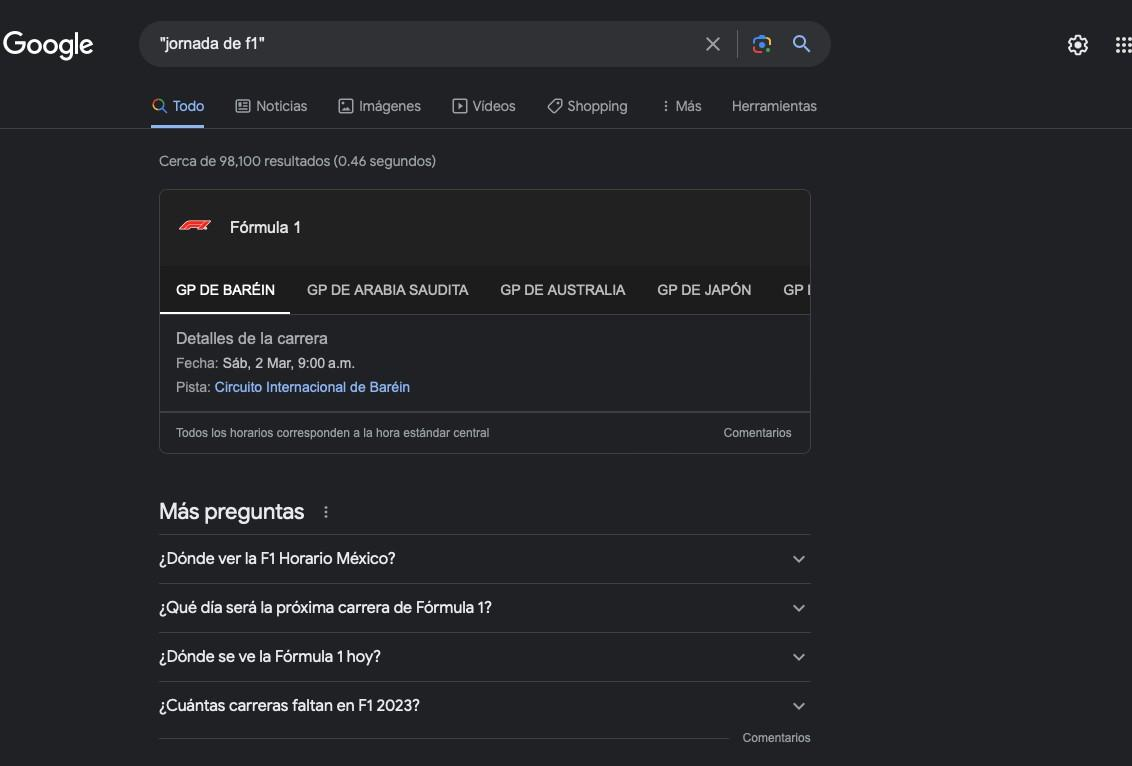 Google
"jornada de f1"
Todo Noticias Imágenes Videos Shopping Más Herramientas
Cerca de 98,100 resultados (0.46 segundos)
Fórmula 1
GP DE BARÉIN GP DE ARABIA SAUDITA GP DE AUSTRALIA GP DE JAPÓN GP
Detalles de la carrera
Fecha: Sáb, 2 Mar, 9:00 a.m.
Pista: Circuito Internacional de Baréin
Todos los horarios corresponden a la hora estándar central Comentarios
Más preguntas
¿Dónde ver la F1 Horario México?
¿Qué día será la próxima carrera de Fórmula 1?
¿Dónde se ve la Fórmula 1 hoy?
¿Cuántas carreras faltan en F1 2023?
Comentarios